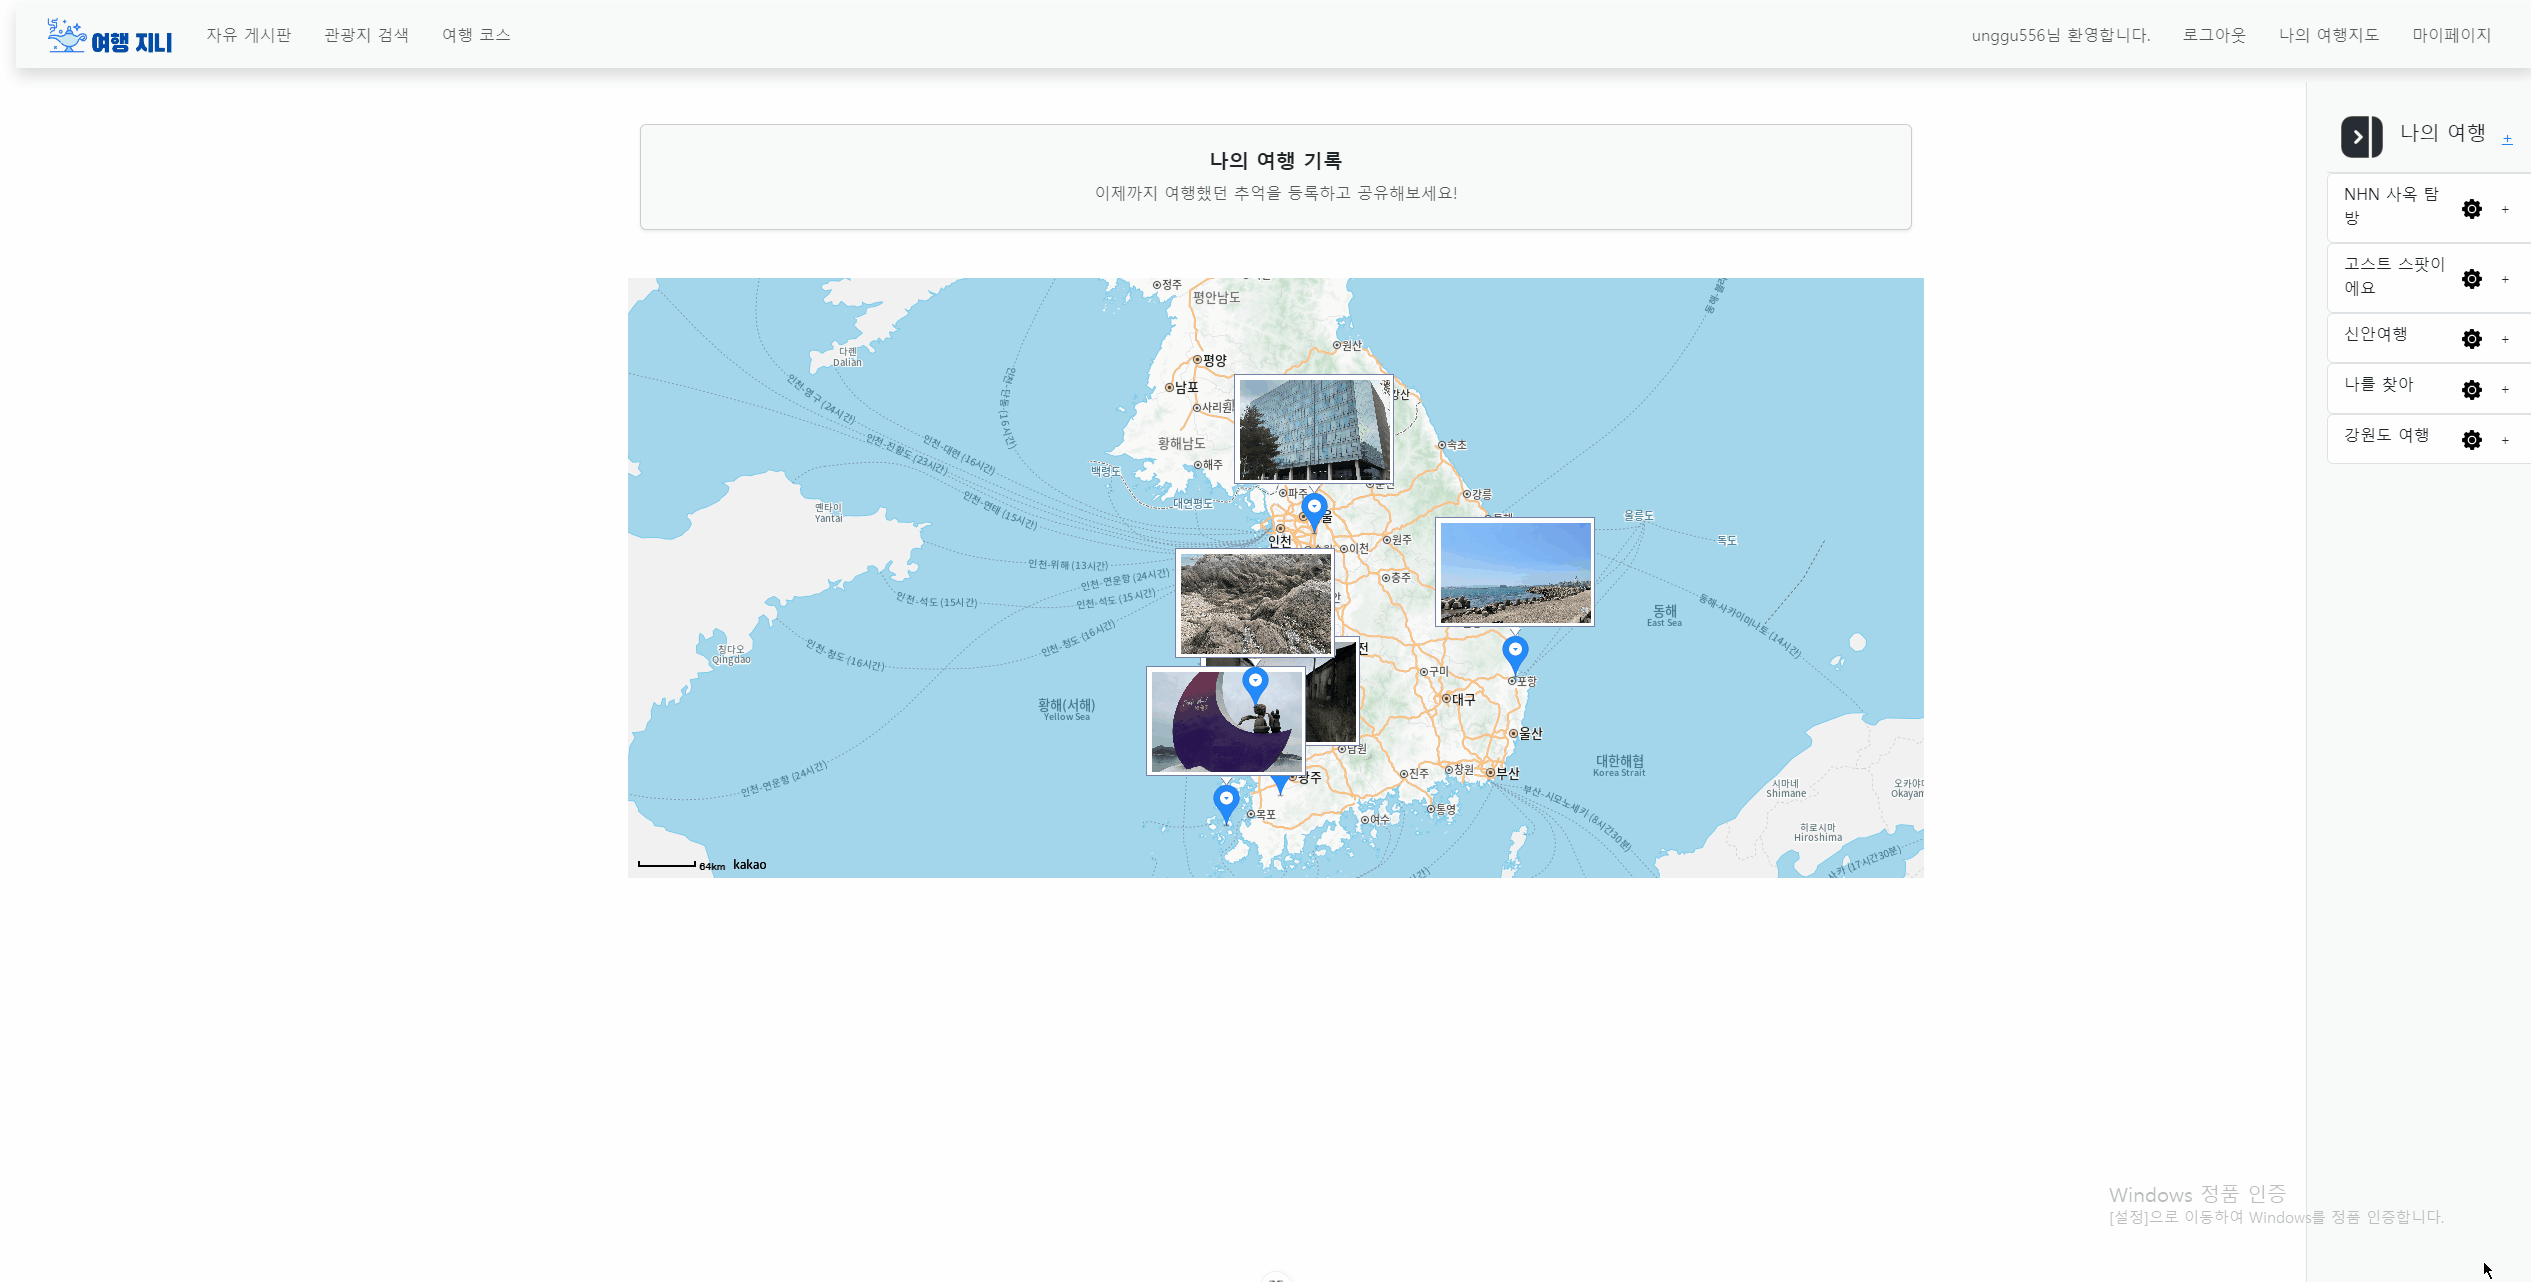 여행 지니
자유 게시판
관광지 검색
여행 코스
unggu556님 환영합니다.
로그아웃
나의 여행지도
마이페이지
나의 여행 기록
이제까지 여행했던 추억을 등록하고 공유해보세요!
나의 여행 +
NHN 사옥 탐
방
+
고스트 스팟이
에요
+
신안여행 +
나를 찾아 +
강원도 여행 +
정주
평안남도
원산
다롄
Dalian
평양
남포
사리원
황해남도
해주
백령도
대연평도
속초
강릉
파주
인천
이천
원주
충주
울릉도
독도
옌타이
Yantai
인천-영구 (24시간)
인천-단동 (16시간)
인천-대련 (16시간)
인천-진황도 (23시간)
인천-연태 (15시간)
인천-위해 (13시간)
인천-연운항 (24시간)
인천-석도 (15시간)
인천-석도 (15시간)
인천-청도 (16시간)
인천-청도 (16시간)
칭다오
Qingdao
황해(서해)
Yellow Sea
인천-연운항 (24시간)
동해
East Sea
동해-사카이미나토 (14시간)
구미
포항
대구
울산
남원
광주
진주
창원
부산
대한해협
Korea Strait
부산-시모노세키 (8시간30분)
목포
여수
통영
시마네
Shimane
히로시마
Hiroshima
(17시간30분)
64km kakao
Windows 정품 인증
[설정]으로 이동하여 Windows를 정품 인증합니다.